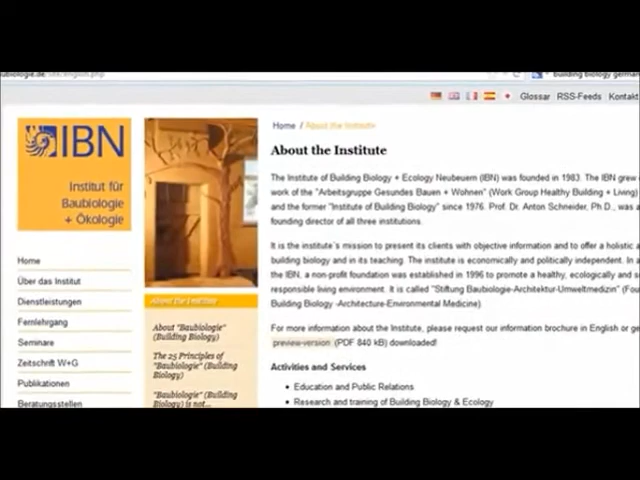 ubiologie.de/site/english.php
building biology german
Glossar RSS-Feeds Kontakt
IBN
Institut für
Baubiologie
+ Ökologie
Home
Über das Institut
Dienstleistungen
Fernlehrgang
Seminare
Zeitschrift W+G
Publikationen
Beratungsstellen
About the Institute
About "Baubiologie"
(Building Biology)
The 25 Principles of
"Baubiologie" (Building
Biology)
"Baubiologie" (Building
Biology) is not...
Home / About the Institute
About the Institute
The Institute of Building Biology + Ecology Neubeuern (IBN) was founded in 1983. The IBN grew
work of the "Arbeitsgruppe Gesundes Bauen + Wohnen" (Work Group Healthy Building + Living)
and the former "Institute of Building Biology" since 1976. Prof. Dr. Anton Schneider, Ph.D., was a
founding director of all three institutions.
It is the institute's mission to present its clients with objective information and to offer a holistic
building biology and in its teaching. The institute is economically and politically independent. In a
the IBN, a non-profit foundation was established in 1996 to promote a healthy, ecologically and s
responsible living environment. It is called "Stiftung Baubiologie-Architektur-Umweltmedizin" (Fou
Building Biology -Architecture-Environmental Medicine).
For more information about the Institute, please request our information brochure in English or ge
preview-version (PDF 840 kB) downloaded!
Activities and Services
• Education and Public Relations
• Research and training of Building Biology & Ecology